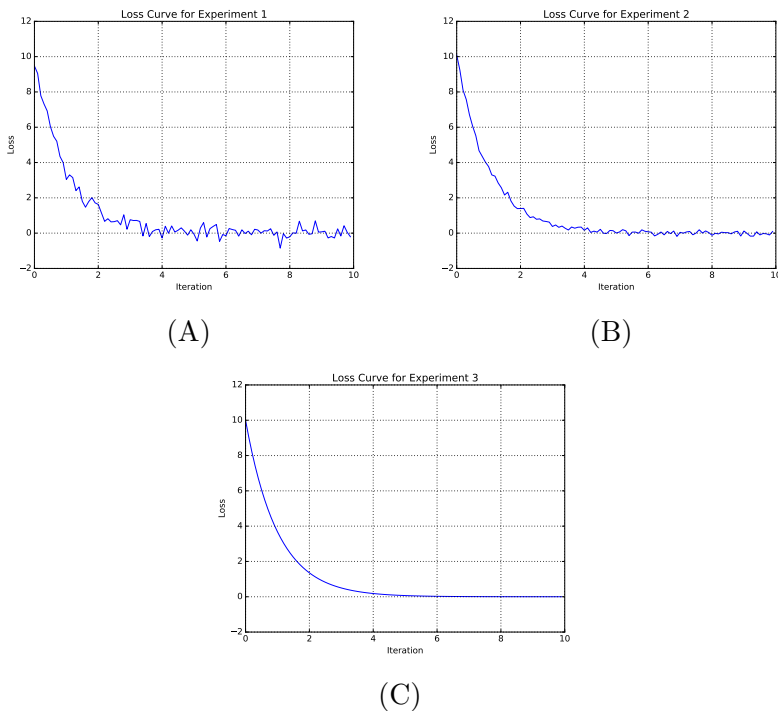 Loss Curve for Experiment 1
12
10
8
6
4
2
0
−2
Loss
0 2 4 6 8 10
Iteration
(A)
Loss Curve for Experiment 2
12
10
8
6
4
2
0
−2
Loss
0 2 4 6 8 10
Iteration
(B)
Loss Curve for Experiment 3
12
10
8
6
4
2
0
−2
Loss
0 2 4 6 8 10
Iteration
(C)